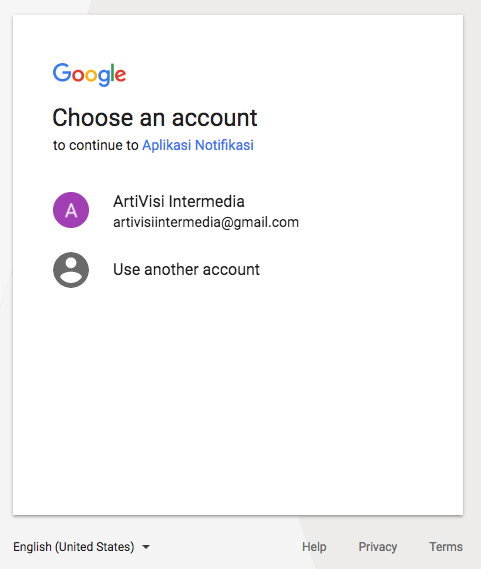 Google
Choose an account
to continue to Aplikasi Notifikasi
A
ArtiVisi Intermedia
artivisiintermedia@gmail.com
Use another account
English (United States)
Help
Privacy
Terms